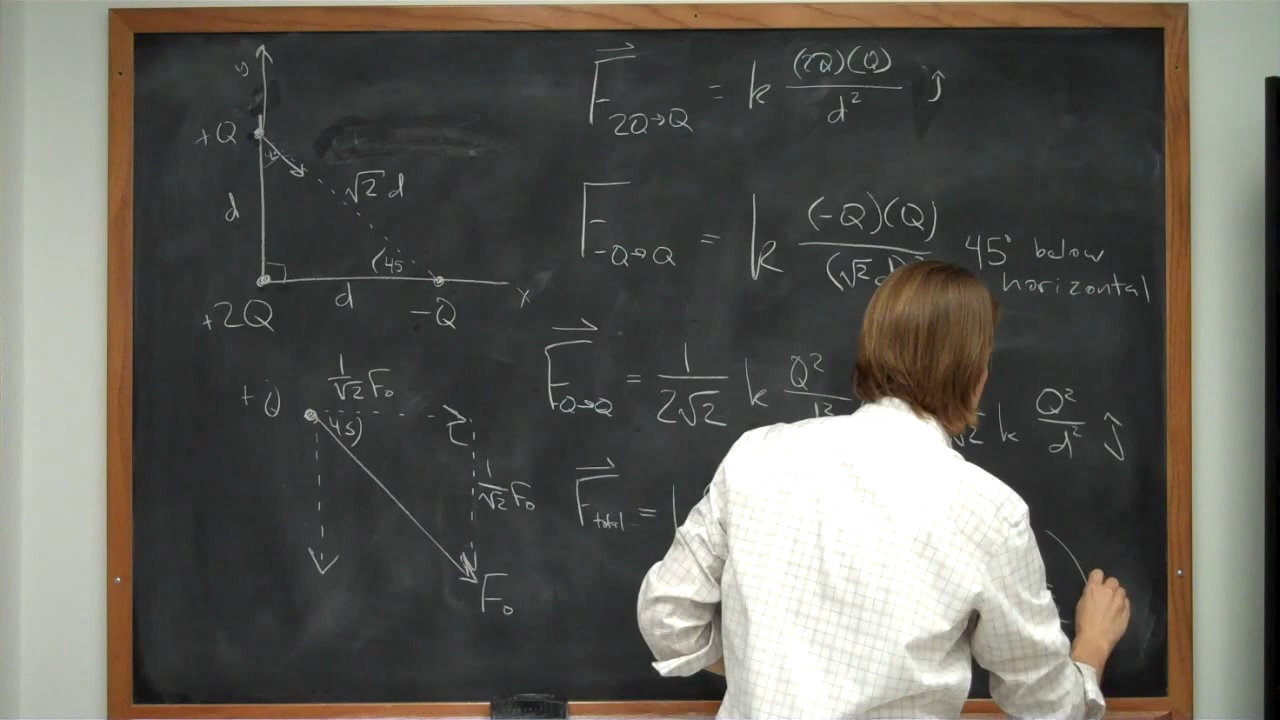 y
+Q
45
√2 d
d
(45°
d
x
+2Q
-Q
F⃗ 2Q→Q = k (2Q)(Q) / d² ĵ
F -Q→Q = k (-Q)(Q) / (√2 d) 45° below
horizontal
1/√2 F₀
+Q
45)
1/√2 F₀
F₀
F⃗ Q→Q = 1/2√2 k Q² / d² √2 k Q² / d² ĵ
F⃗ total =